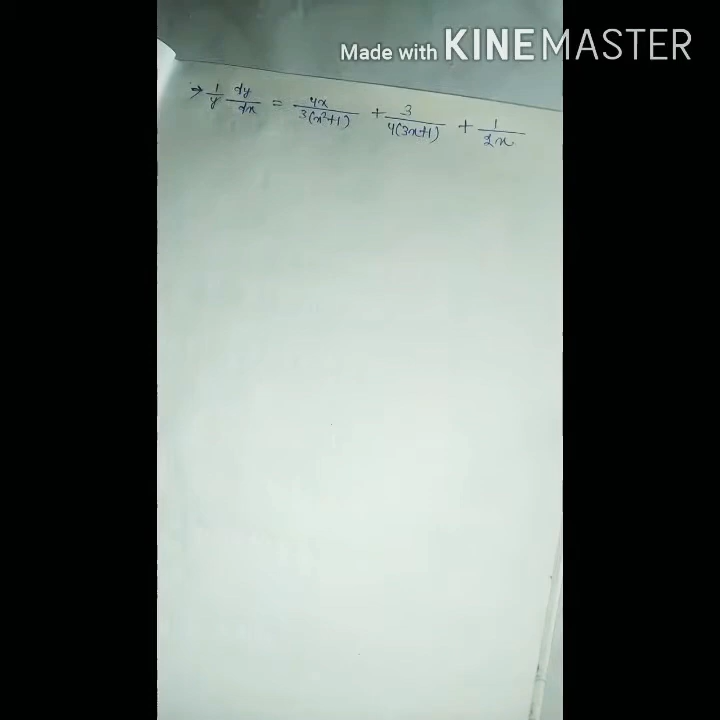 Made with KINEMASTER
⇒ 1/y dy/dx = 4x/3(x²+1) + 3/4(3x+1) + 1/2x